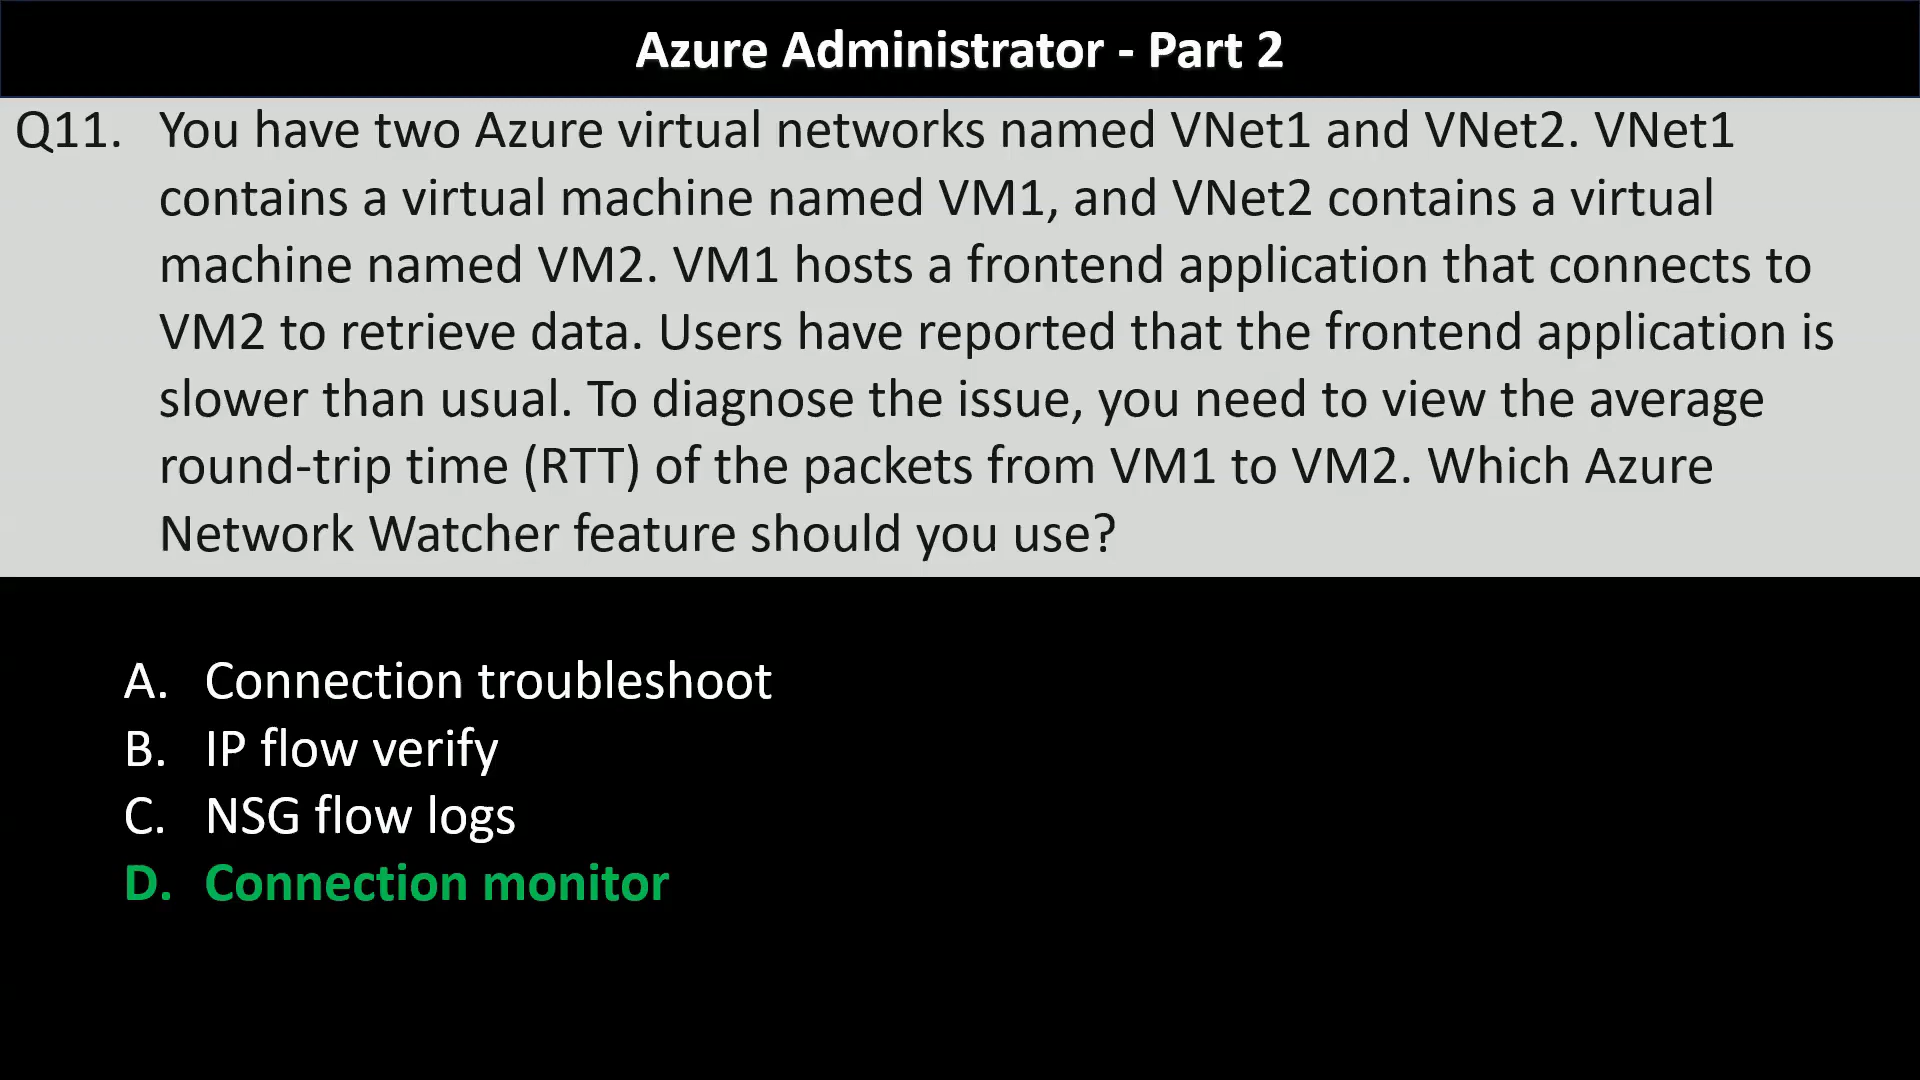 Azure Administrator - Part 2
Q11. You have two Azure virtual networks named VNet1 and VNet2. VNet1
contains a virtual machine named VM1, and VNet2 contains a virtual
machine named VM2. VM1 hosts a frontend application that connects to
VM2 to retrieve data. Users have reported that the frontend application is
slower than usual. To diagnose the issue, you need to view the average
round-trip time (RTT) of the packets from VM1 to VM2. Which Azure
Network Watcher feature should you use?
A. Connection troubleshoot
B. IP flow verify
C. NSG flow logs
D. Connection monitor